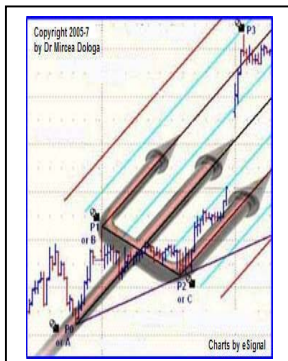 Copyright 2005-7
by Dr Mircea Dologa
P3
P1
or B
P2
or C
P0
or A
Charts by eSignal